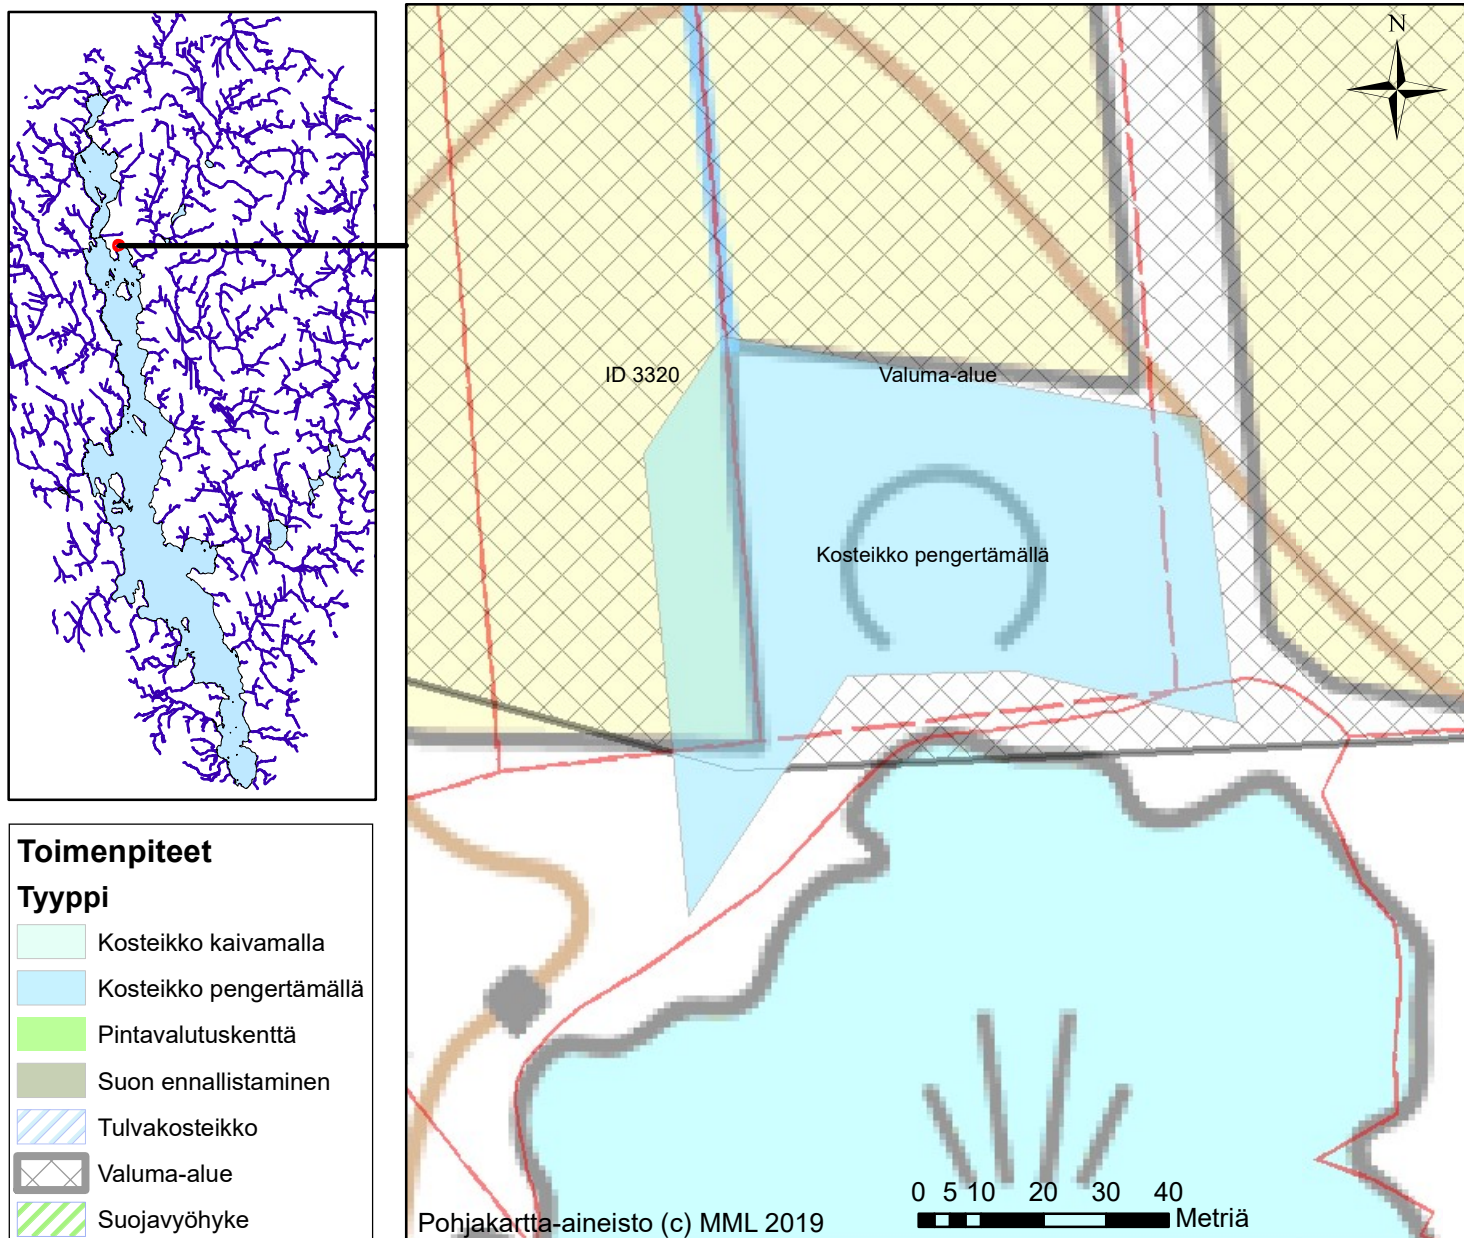 N
ID 3320
Valuma-alue
Kosteikko pengertämällä
Toimenpiteet
Tyyppi
Kosteikko kaivamalla
Kosteikko pengertämällä
Pintavalutuskenttä
Suon ennallistaminen
Tulvakosteikko
Valuma-alue
Suojavyöhyke
0 5 10 20 30 40
Metriä
Pohjakartta-aineisto (c) MML 2019